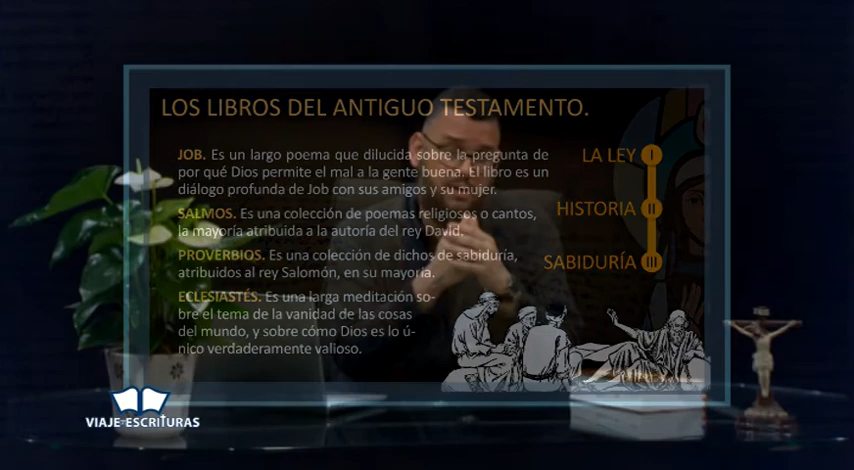 LOS LIBROS DEL ANTIGUO TESTAMENTO.
JOB. Es un largo poema que dilucida sobre la pregunta de
por qué Dios permite el mal a la gente buena. El libro es un
diálogo profunda de Job con sus amigos y su mujer.
SALMOS. Es una colección de poemas religiosos o cantos,
la mayoría atribuida a la autoría del rey David.
PROVERBIOS. Es una colección de dichos de sabiduría,
atribuidos al rey Salomón, en su mayoría.
ECLESIASTÉS. Es una larga meditación so-
bre el tema de la vanidad de las cosas
del mundo, y sobre cómo Dios es lo ú-
nico verdaderamente valioso.
LA LEY I
HISTORIA II
SABIDURÍA III
VIAJE ESCRITURAS